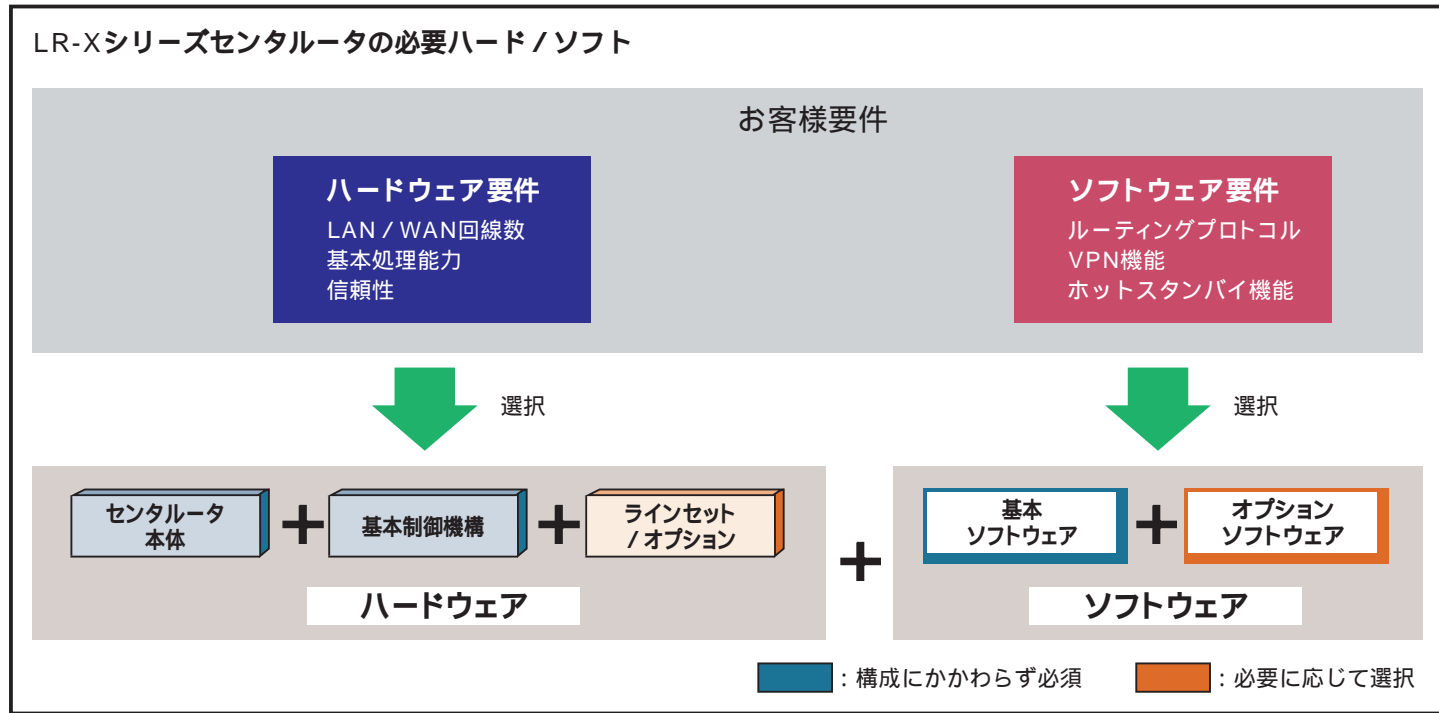 LR-Xシリーズセンタルータの必要ハード / ソフト
お客様要件
ハードウェア要件
LAN / WAN回線数
基本処理能力
信頼性
ソフトウェア要件
ルーティングプロトコル
VPN機能
ホットスタンバイ機能
選択
選択
センタルータ
本体
+
基本制御機構
+
ラインセット
/ オプション
ハードウェア
+
基本
ソフトウェア
+
オプション
ソフトウェア
ソフトウェア
: 構成にかかわらず必須
: 必要に応じて選択